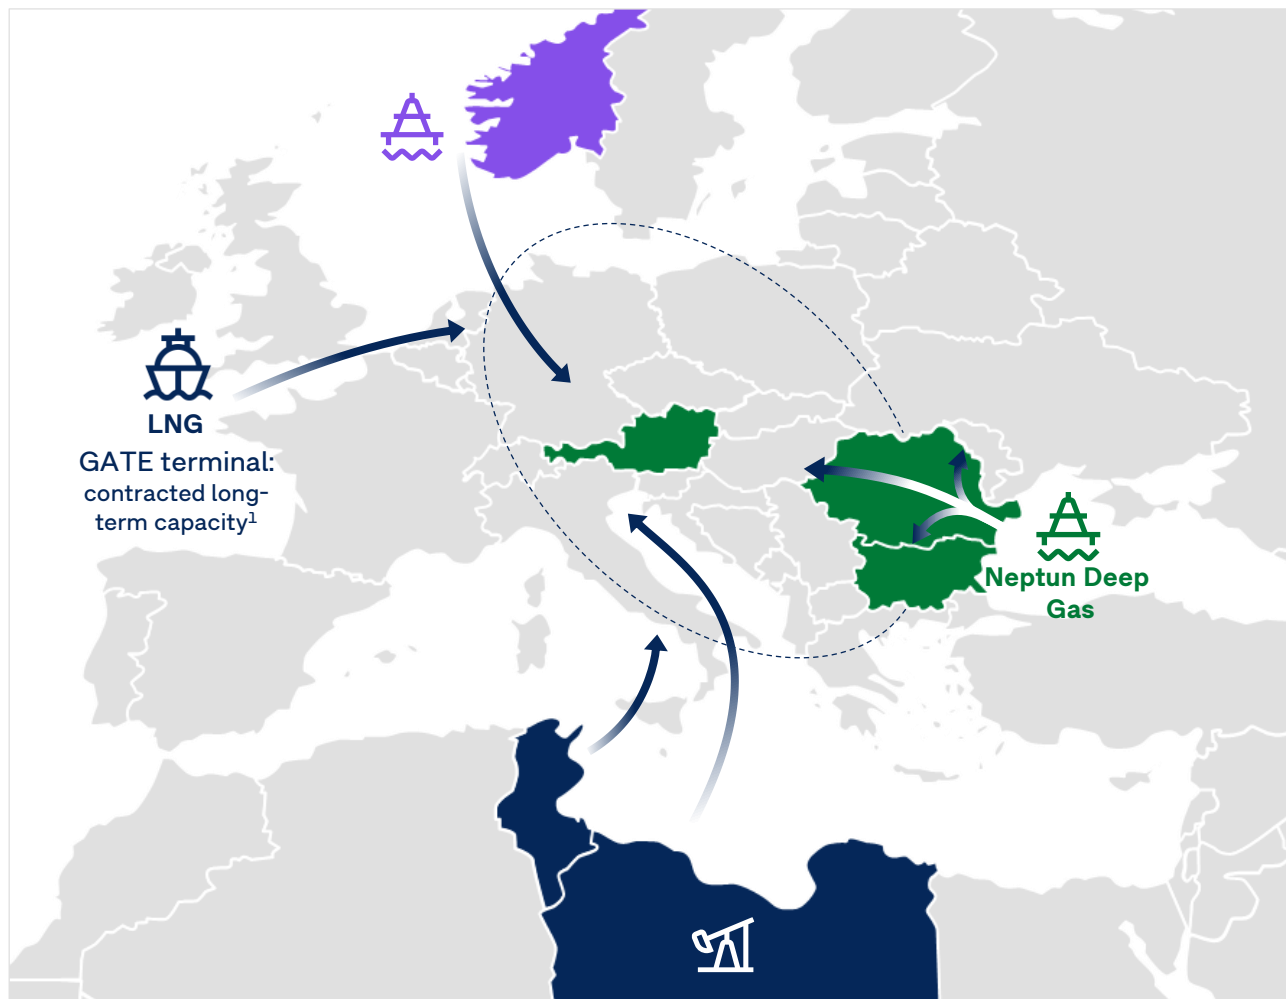 LNG
GATE terminal:
contracted long-
term capacity¹
Neptun Deep
Gas